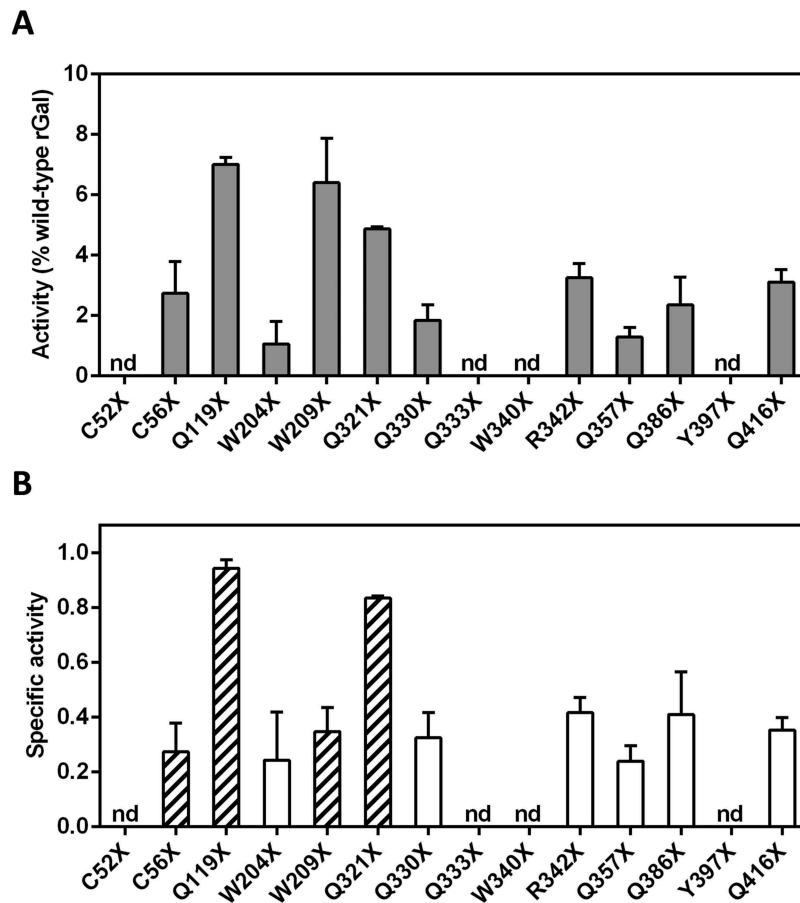 A
Activity (% wild-type rGal)
10
8
6
4
2
0
nd
nd
nd
nd
C52X
C56X
Q119X
W204X
W209X
Q321X
Q330X
Q333X
W340X
R342X
Q357X
Q386X
Y397X
Q416X
B
Specific activity
1.0
0.8
0.6
0.4
0.2
0.0
nd
nd
nd
nd
C52X
C56X
Q119X
W204X
W209X
Q321X
Q330X
Q333X
W340X
R342X
Q357X
Q386X
Y397X
Q416X